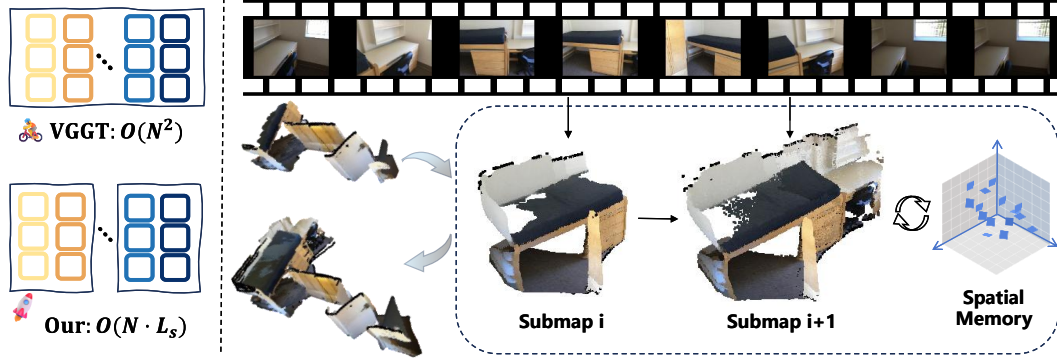 VGGT: O(N²)
Our: O(N · Lₛ)
Submap i
Submap i+1
Spatial
Memory